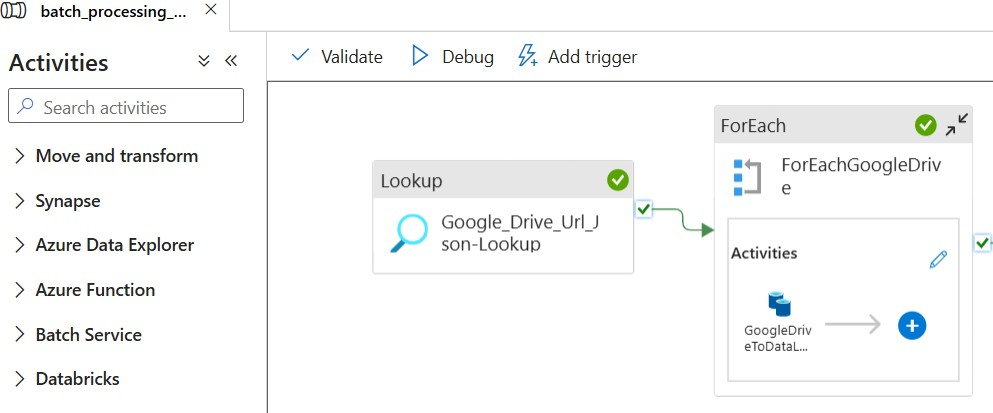 batch_processing_...
Activities
Search activities
Move and transform
Synapse
Azure Data Explorer
Azure Function
Batch Service
Databricks
Validate
Debug
Add trigger
Lookup
Google_Drive_Url_J
son-Lookup
ForEach
ForEachGoogleDriv
e
Activities
GoogleDriv
eToDataL...